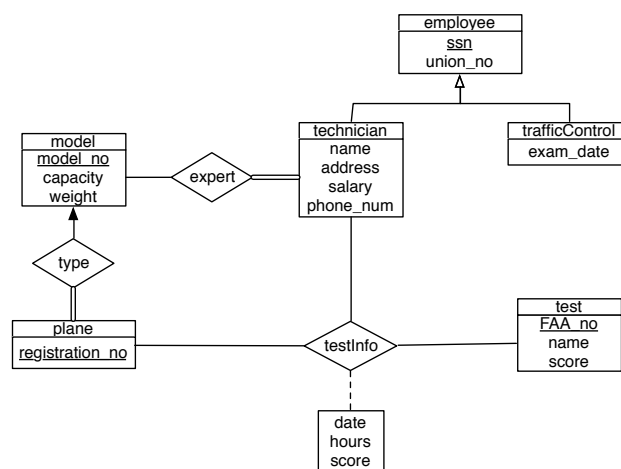 employee
ssn
union_no
model
model_no
capacity
weight
expert
technician
name
address
salary
phone_num
trafficControl
exam_date
type
plane
registration_no
testInfo
test
FAA_no
name
score
date
hours
score